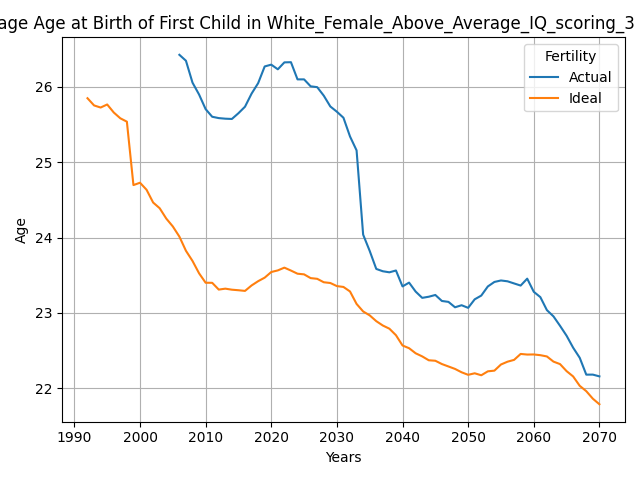 age Age at Birth of First Child in White_Female_Above_Average_IQ_scoring_3
Fertility
Actual
Ideal
26
25
24
23
22
Age
1990 2000 2010 2020 2030 2040 2050 2060 2070
Years